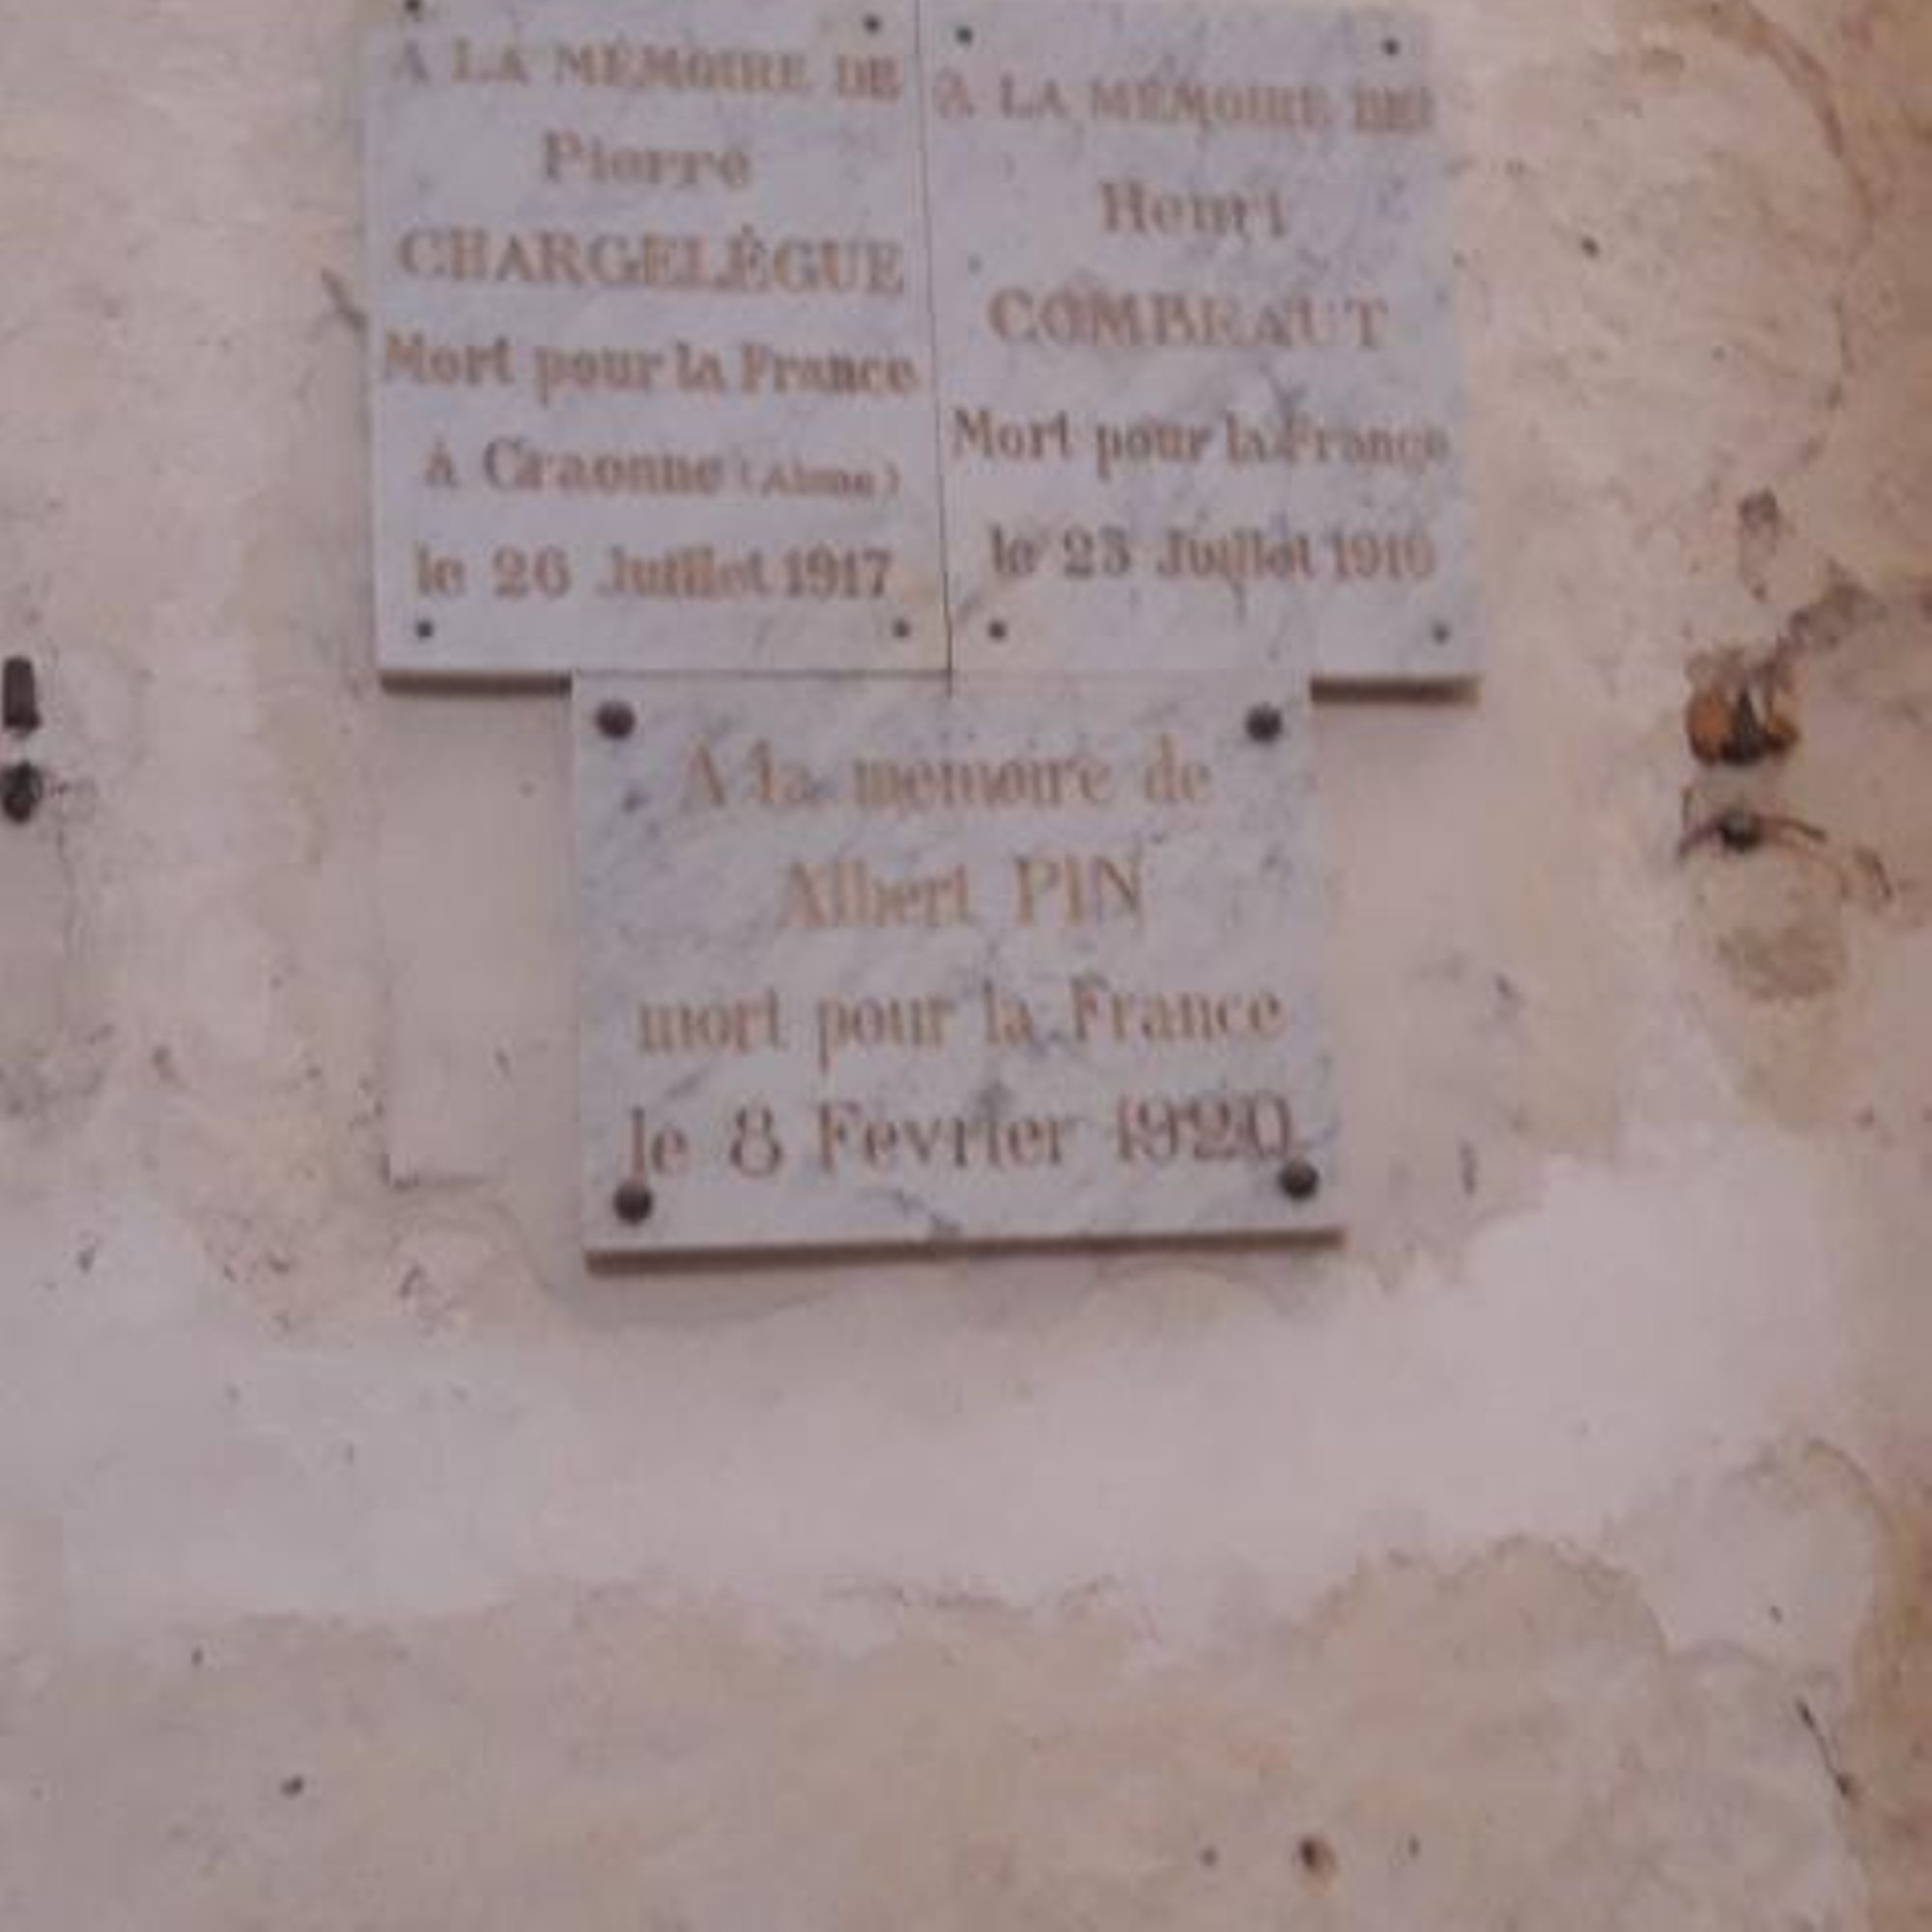 A LA MÉMOIRE DE
Pierre
CHARGELÈGUE
Mort pour la France
à Craonne (Aisne)
le 26 Juillet 1917
A LA MÉMOIRE DE
Henri
COMBRAUT
Mort pour la France
le 23 Juillet 1916
A la mémoire de
Albert PIN
mort pour la France
le 8 Février 1920